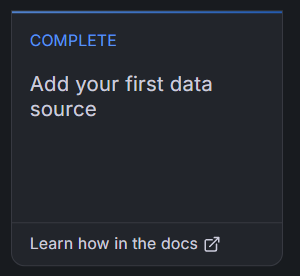 COMPLETE
Add your first data
source
Learn how in the docs